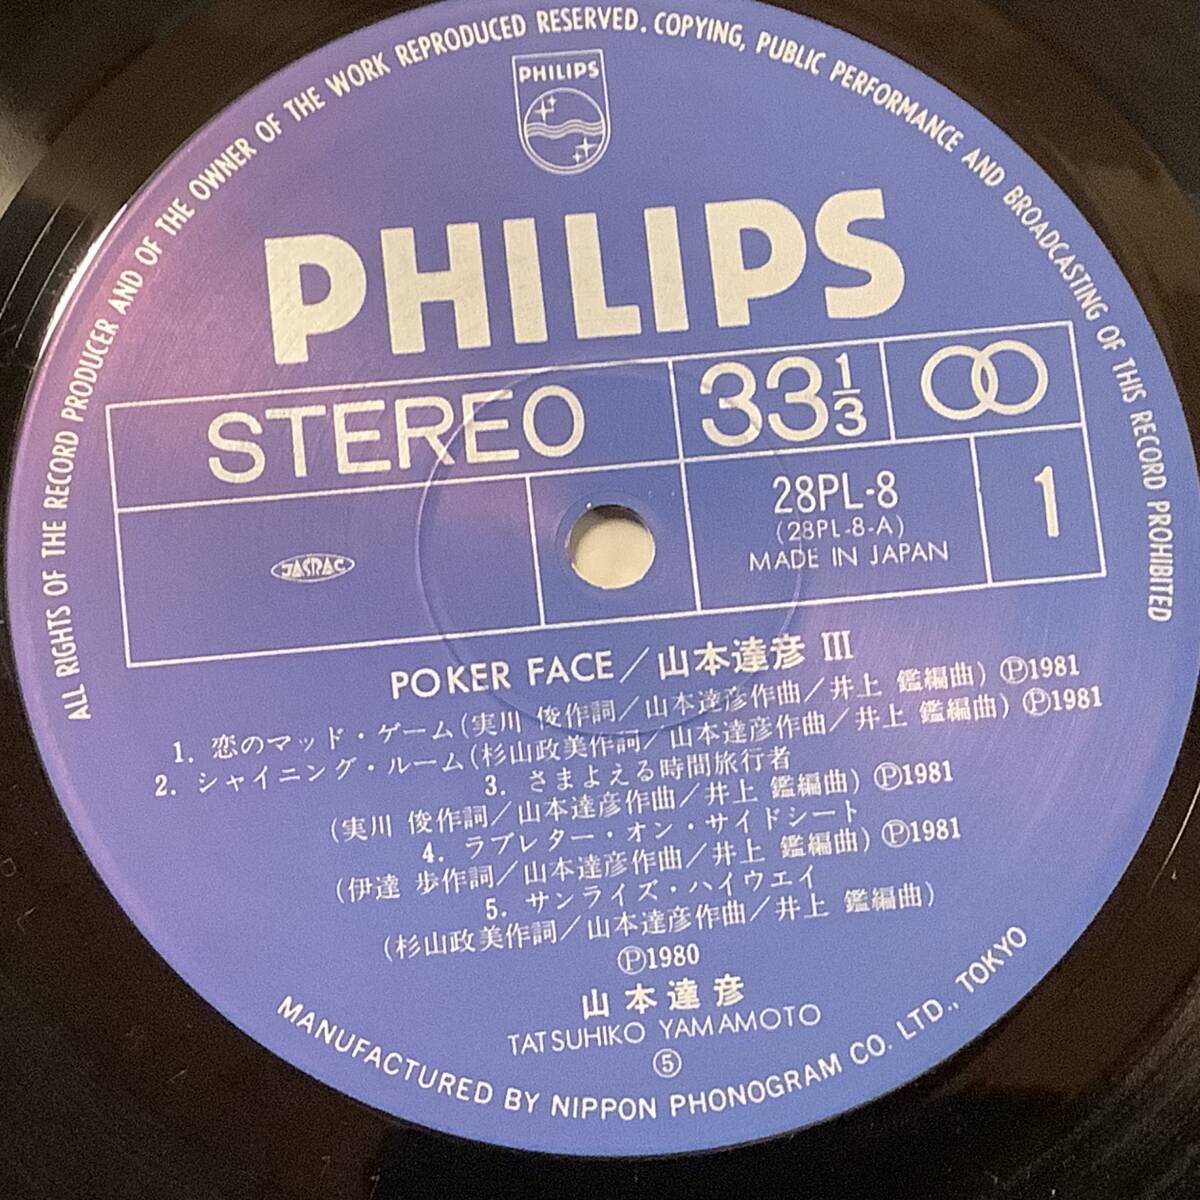 ALL RIGHTS OF THE RECORD PRODUCER AND OF THE OWNER OF THE WORK REPRODUCED RESERVED. COPYING, PUBLIC PERFORMANCE AND BROADCASTING OF THIS RECORD PROHIBITED
PHILIPS
PHILIPS
STEREO
33 1/3
JASRAC
28PL-8
(28PL-8-A)
MADE IN JAPAN
1
POKER FACE/山本達彦 III
1. 恋のマッド・ゲーム(実川 俊作詞/山本達彦作曲/井上 鑑編曲) Ⓟ1981
2. シャイニング・ルーム(杉山政美作詞/山本達彦作曲/井上 鑑編曲) Ⓟ1981
3. さまよえる時間旅行者
(実川 俊作詞/山本達彦作曲/井上 鑑編曲) Ⓟ1981
4. ラブレター・オン・サイドシート
(伊達 歩作詞/山本達彦作曲/井上 鑑編曲) Ⓟ1981
5. サンライズ・ハイウェイ
(杉山政美作詞/山本達彦作曲/井上 鑑編曲)
Ⓟ1980
山本達彦
TATSUHIKO YAMAMOTO
⑤
MANUFACTURED BY NIPPON PHONOGRAM CO. LTD., TOKYO